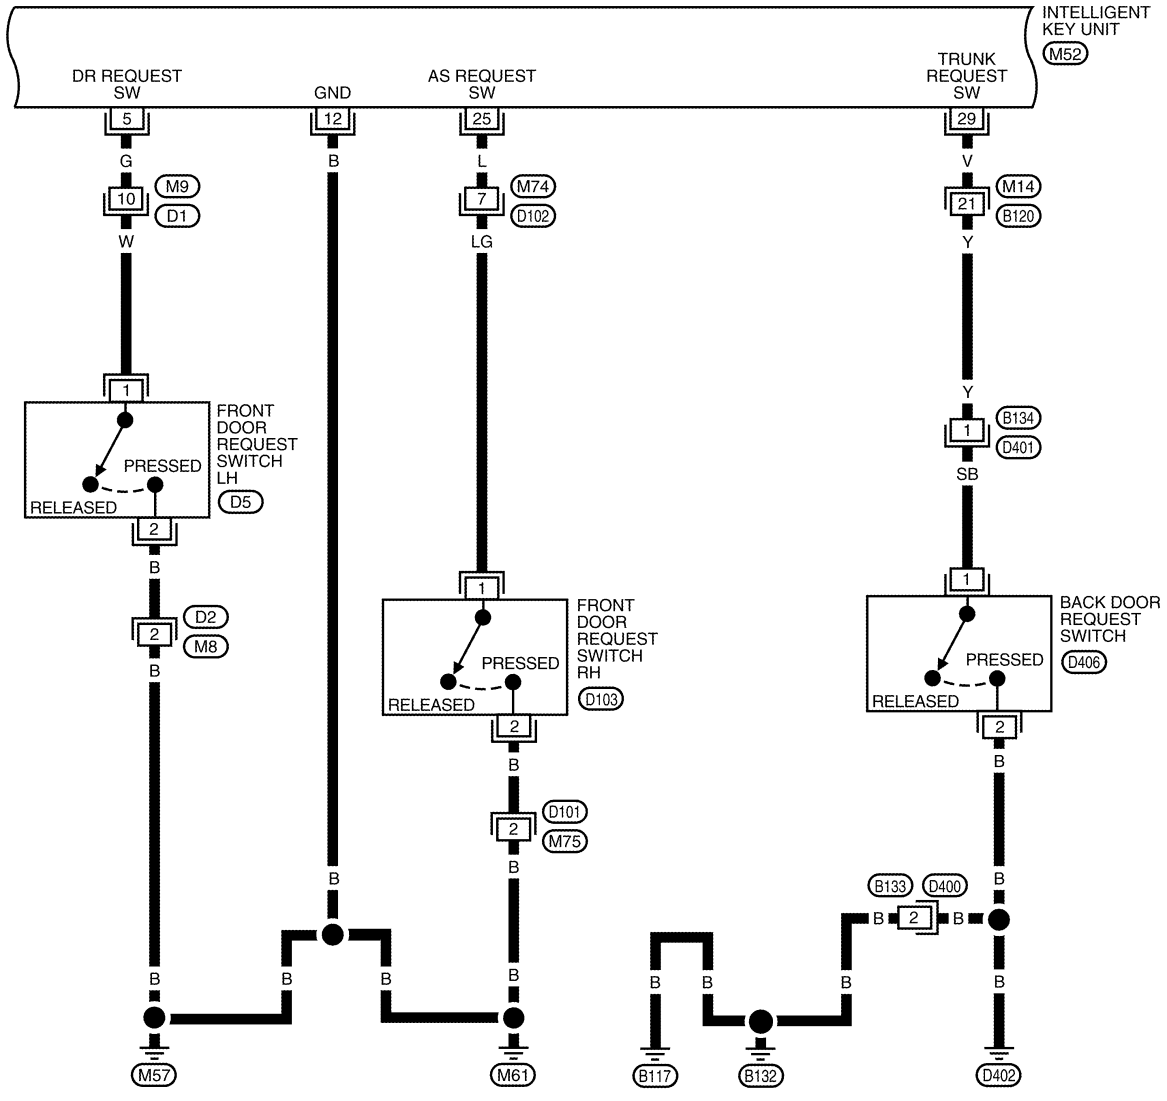 INTELLIGENT
KEY UNIT
M52
DR REQUEST
SW
GND
AS REQUEST
SW
TRUNK
REQUEST
SW
5
12
25
29
G
B
L
V
10
M9
D1
7
M74
D102
21
M14
B120
W
LG
Y
Y
1
B134
D401
SB
1
FRONT
DOOR
REQUEST
SWITCH
LH
D5
PRESSED
RELEASED
2
B
2
D2
M8
B
1
FRONT
DOOR
REQUEST
SWITCH
RH
D103
PRESSED
RELEASED
2
B
2
D101
M75
B
1
BACK DOOR
REQUEST
SWITCH
D406
PRESSED
RELEASED
2
B
B
B
B133
D400
B
2
B
B
B
B
B
B
B
B
B
M57
M61
B117
B132
D402